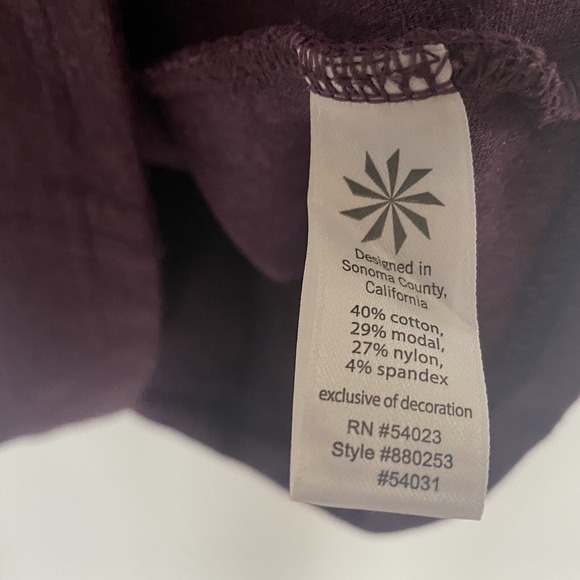 Designed in
Sonoma County,
California
40% cotton,
29% modal,
27% nylon,
4% spandex
exclusive of decoration
RN #54023
Style #880253
#54031